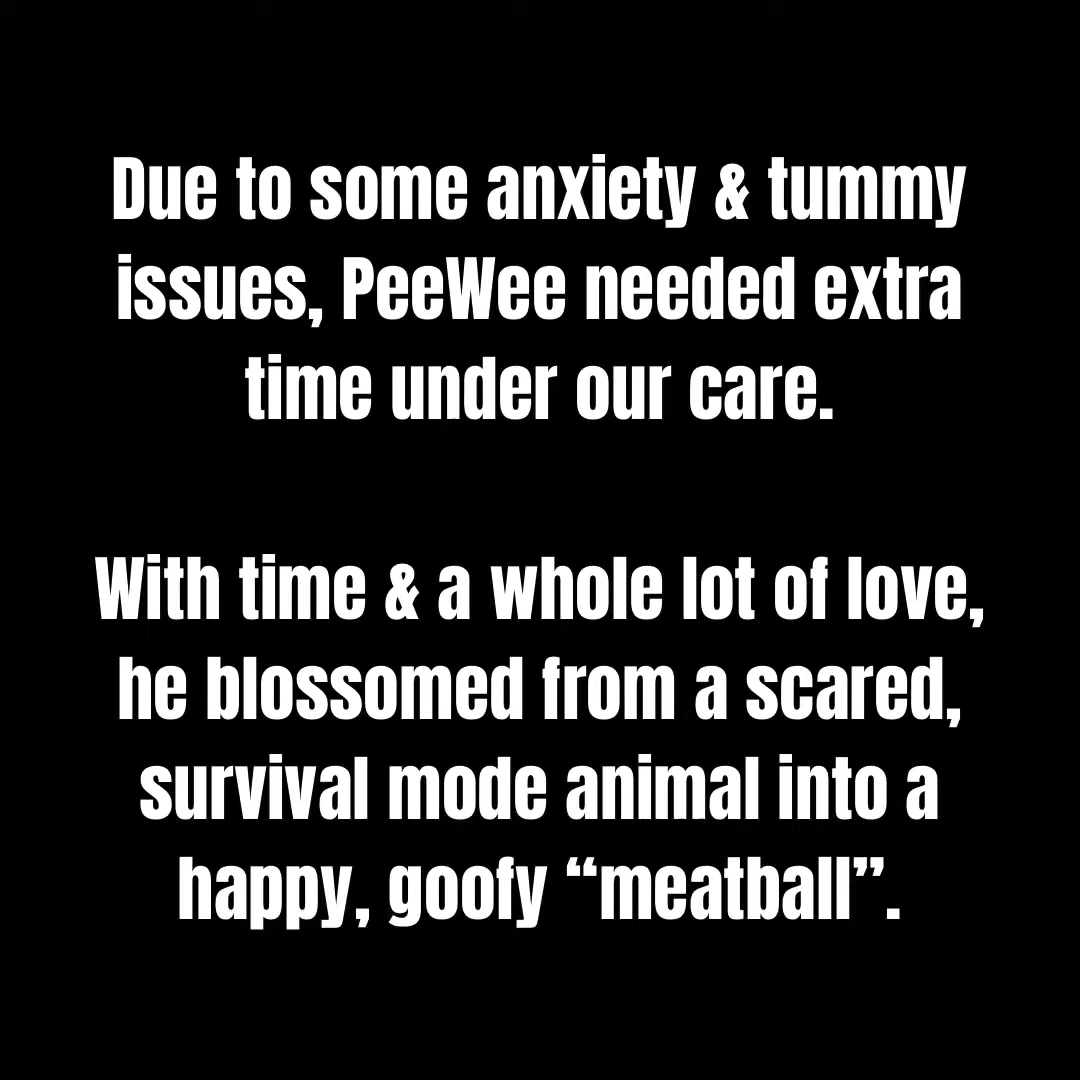 Due to some anxiety & tummy
issues, PeeWee needed extra
time under our care.
With time & a whole lot of love,
he blossomed from a scared,
survival mode animal into a
happy, goofy “meatball”.